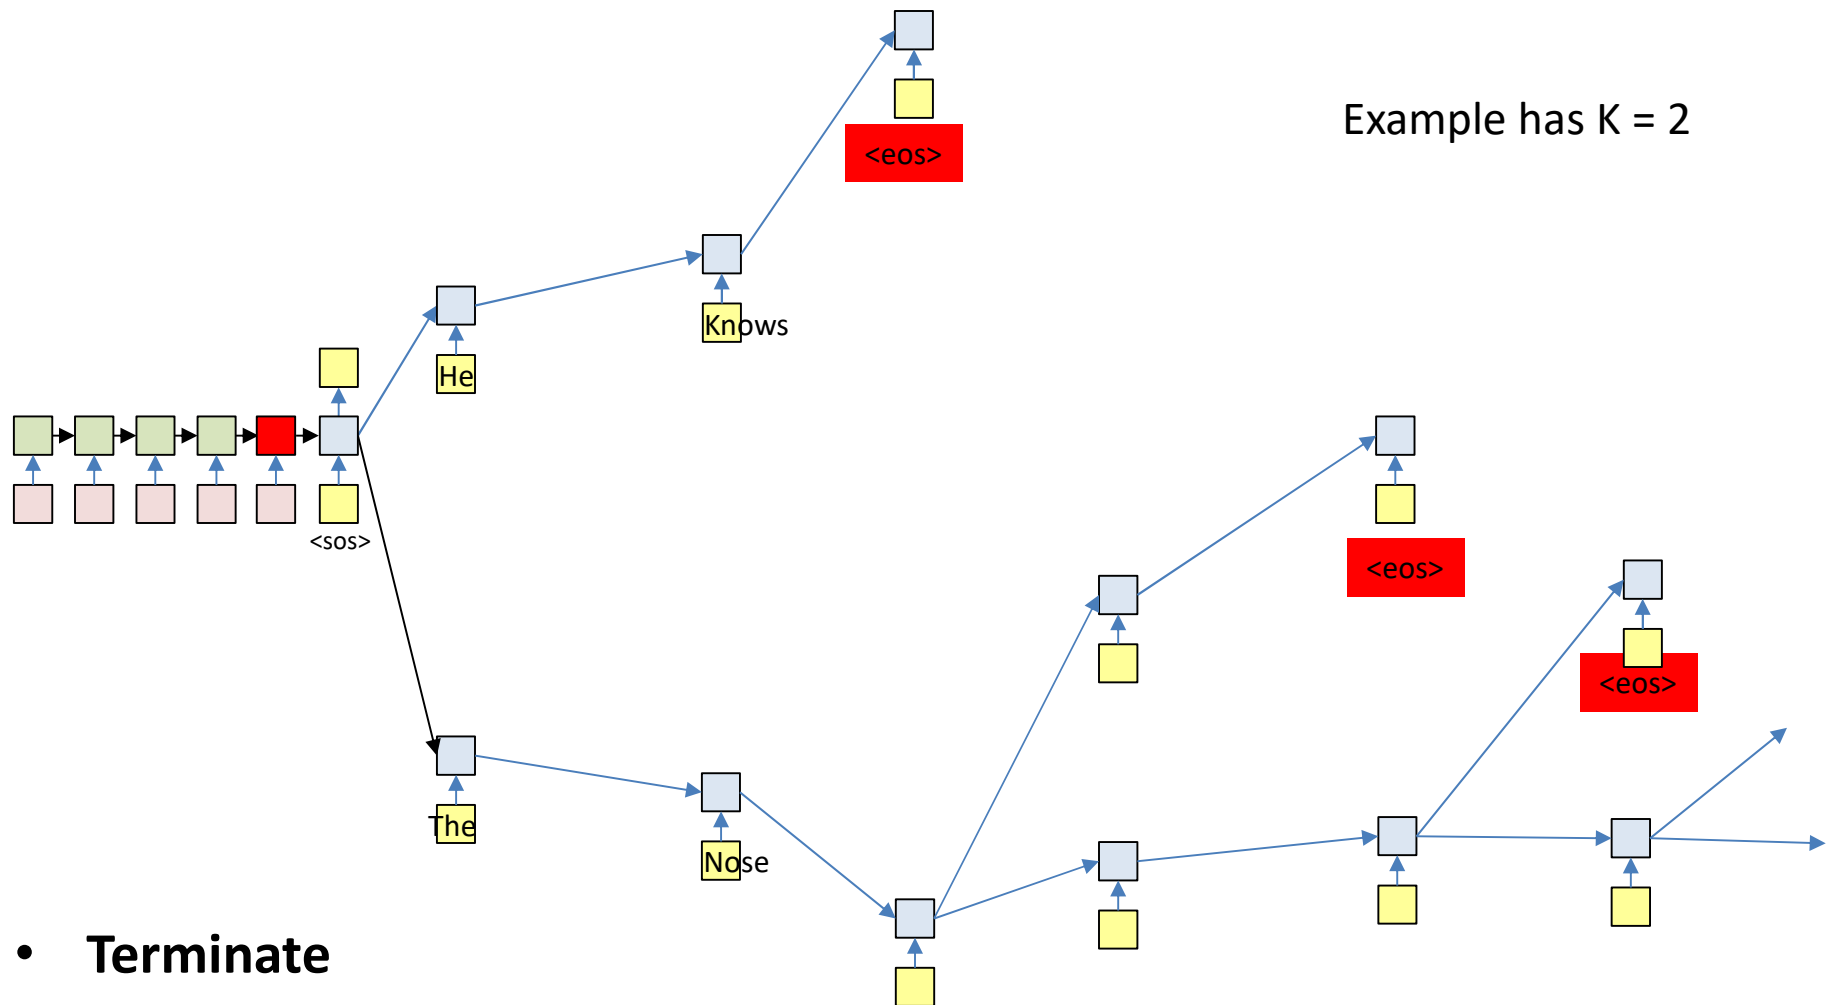 Example has K = 2
<eos>
Knows
He
<sos>
<eos>
<eos>
The
Nose
• Terminate